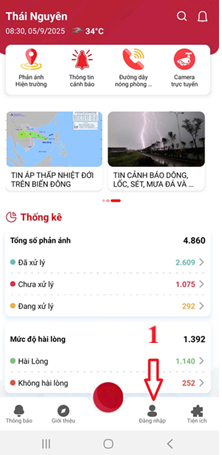 Thái Nguyên
08:30, 05/9/2025 34°C
Phản ánh Hiện trường
Thông tin cảnh báo
Đường dây nóng phòng ...
Camera trực tuyến
TIN ÁP THẤP NHIỆT ĐỚI TRÊN BIỂN ĐÔNG
TIN CẢNH BÁO DÔNG, LỐC, SÉT, MƯA ĐÁ VÀ ...
Thống kê
Tổng số phản ánh 4.860
Đã xử lý 2.609
Chưa xử lý 1.075
Đang xử lý 292
Mức độ hài lòng 1.392
Hài Lòng 1.140
Không hài lòng 252
1
Thông báo
Giới thiệu
Đăng nhập
Tiện ích